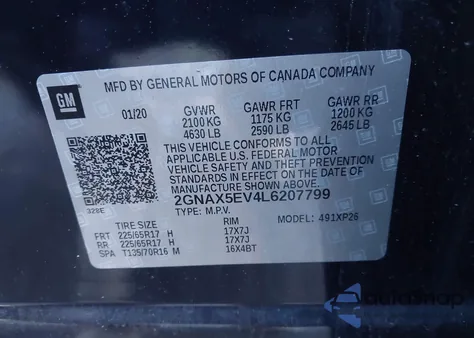 GM
MFD BY GENERAL MOTORS OF CANADA COMPANY
01/20 GVWR GAWR FRT GAWR RR
2100 KG 1175 KG 1200 KG
4630 LB 2590 LB 2645 LB
THIS VEHICLE CONFORMS TO ALL
APPLICABLE U.S. FEDERAL MOTOR
VEHICLE SAFETY AND THEFT PREVENTION
STANDARDS IN EFFECT ON THE DATE OF
MANUFACTURE SHOWN ABOVE.
2GNAX5EV4L6207799
TYPE: M.P.V. MODEL: 491XP26
328E
TIRE SIZE RIM
FRT 225/65R17 H 17X7J
RR 225/65R17 H 17X7J
SPA T135/70R16 M 16X4BT